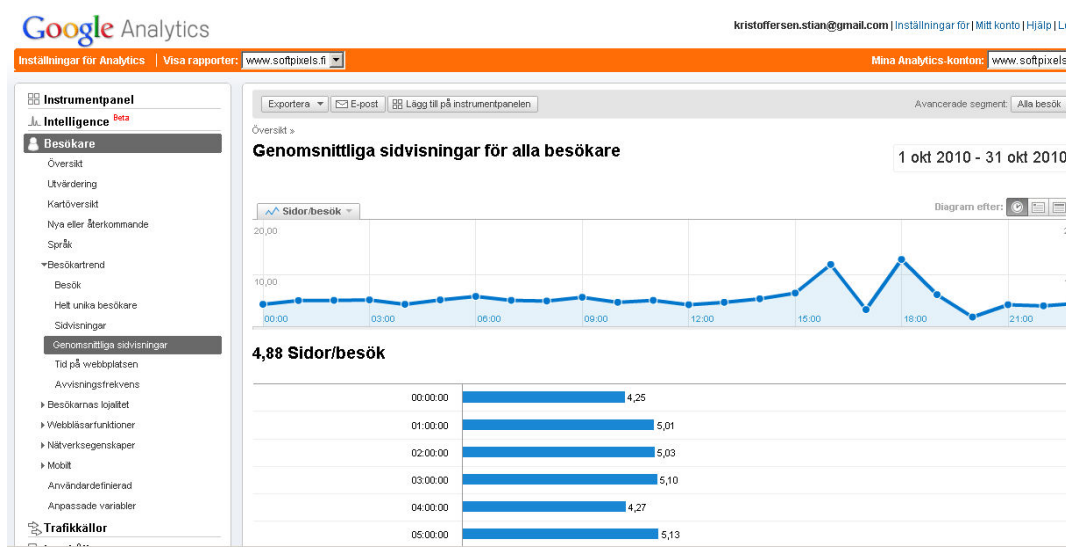 Google Analytics
kristoffersen.stian@gmail.com | Inställningar för | Mitt konto | Hjälp | L
Inställningar för Analytics | Visa rapporter: www.softpixels.fi
Mina Analytics-konton: www.softpixels
Instrumentpanel
Intelligence Beta
Besökare
Översikt
Utvärdering
Kartöversikt
Nya eller återkommande
Språk
Besökartrend
Besök
Helt unika besökare
Sidvisningar
Genomsnittliga sidvisningar
Tid på webbplatsen
Avvisningsfrekvens
Besökarnas lojalitet
Webbläsarfunktioner
Nätverksegenskaper
Mobilt
Användardefinierad
Anpassade variabler
Trafikkällor
Exportera E-post Lägg till på instrumentpanelen
Avancerade segment: Alla besök
Översikt »
Genomsnittliga sidvisningar för alla besökare
1 okt 2010 - 31 okt 2010
Sidor/besök
Diagram efter:
20,00
10,00
00:00 03:00 06:00 09:00 12:00 15:00 18:00 21:00
4,88 Sidor/besök
00:00:00 4,25
01:00:00 5,01
02:00:00 5,03
03:00:00 5,10
04:00:00 4,27
05:00:00 5,13